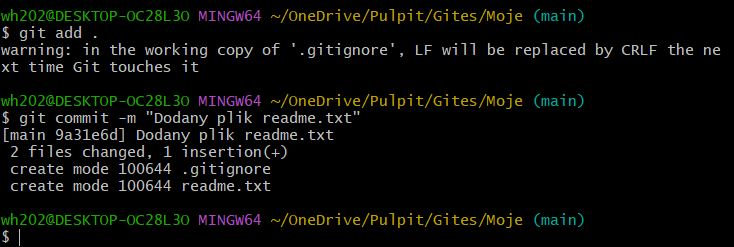 wh202@DESKTOP-OC28L3O MINGW64 ~/OneDrive/Pulpit/Gites/Moje (main)
$ git add .
warning: in the working copy of '.gitignore', LF will be replaced by CRLF the ne
xt time Git touches it
wh202@DESKTOP-OC28L3O MINGW64 ~/OneDrive/Pulpit/Gites/Moje (main)
$ git commit -m "Dodany plik readme.txt"
[main 9a31e6d] Dodany plik readme.txt
 2 files changed, 1 insertion(+)
 create mode 100644 .gitignore
 create mode 100644 readme.txt
wh202@DESKTOP-OC28L3O MINGW64 ~/OneDrive/Pulpit/Gites/Moje (main)
$